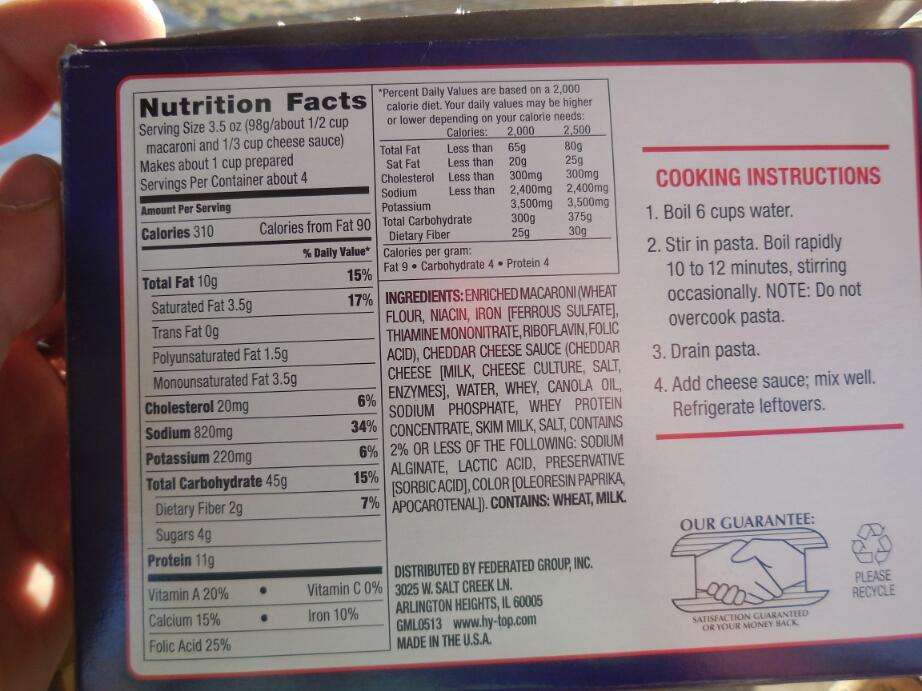 Nutrition Facts
Serving Size 3.5 oz (98g/about 1/2 cup
macaroni and 1/3 cup cheese sauce)
Makes about 1 cup prepared
Servings Per Container about 4
Amount Per Serving
Calories 310 Calories from Fat 90
% Daily Value*
Total Fat 10g 15%
Saturated Fat 3.5g 17%
Trans Fat 0g
Polyunsaturated Fat 1.5g
Monounsaturated Fat 3.5g
Cholesterol 20mg 6%
Sodium 820mg 34%
Potassium 220mg 6%
Total Carbohydrate 45g 15%
Dietary Fiber 2g 7%
Sugars 4g
Protein 11g
Vitamin A 20% • Vitamin C 0%
Calcium 15% • Iron 10%
Folic Acid 25%
*Percent Daily Values are based on a 2,000
calorie diet. Your daily values may be higher
or lower depending on your calorie needs:
Calories: 2,000 2,500
Total Fat Less than 65g 80g
Sat Fat Less than 20g 25g
Cholesterol Less than 300mg 300mg
Sodium Less than 2,400mg 2,400mg
Potassium 3,500mg 3,500mg
Total Carbohydrate 300g 375g
Dietary Fiber 25g 30g
Calories per gram:
Fat 9 • Carbohydrate 4 • Protein 4
INGREDIENTS: ENRICHED MACARONI (WHEAT
FLOUR, NIACIN, IRON [FERROUS SULFATE],
THIAMINE MONONITRATE, RIBOFLAVIN, FOLIC
ACID), CHEDDAR CHEESE SAUCE (CHEDDAR
CHEESE [MILK, CHEESE CULTURE, SALT,
ENZYMES], WATER, WHEY, CANOLA OIL,
SODIUM PHOSPHATE, WHEY PROTEIN
CONCENTRATE, SKIM MILK, SALT, CONTAINS
2% OR LESS OF THE FOLLOWING: SODIUM
ALGINATE, LACTIC ACID, PRESERVATIVE
[SORBIC ACID], COLOR [OLEORESIN PAPRIKA,
APOCAROTENAL]). CONTAINS: WHEAT, MILK.
DISTRIBUTED BY FEDERATED GROUP, INC.
3025 W. SALT CREEK LN.
ARLINGTON HEIGHTS, IL 60005
GML0513 www.hy-top.com
MADE IN THE U.S.A.
COOKING INSTRUCTIONS
1. Boil 6 cups water.
2. Stir in pasta. Boil rapidly
10 to 12 minutes, stirring
occasionally. NOTE: Do not
overcook pasta.
3. Drain pasta.
4. Add cheese sauce; mix well.
Refrigerate leftovers.
OUR GUARANTEE:
SATISFACTION GUARANTEED
OR YOUR MONEY BACK.
PLEASE
RECYCLE